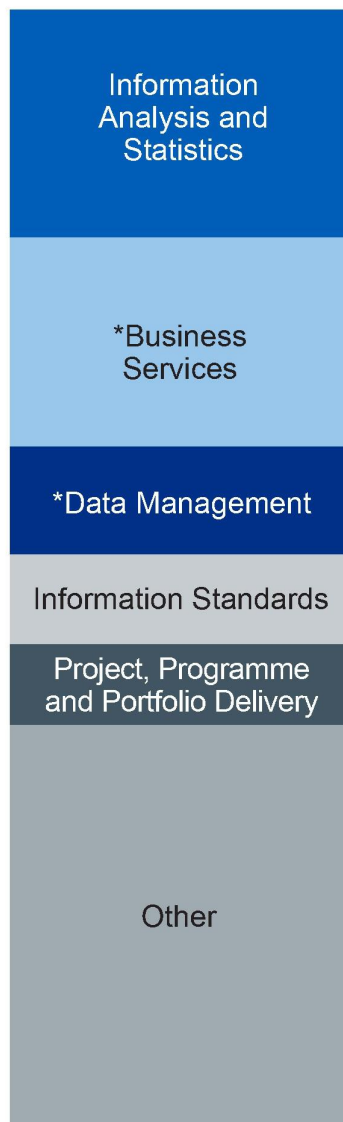 Information
Analysis and
Statistics
*Business
Services
*Data Management
Information Standards
Project, Programme
and Portfolio Delivery
Other